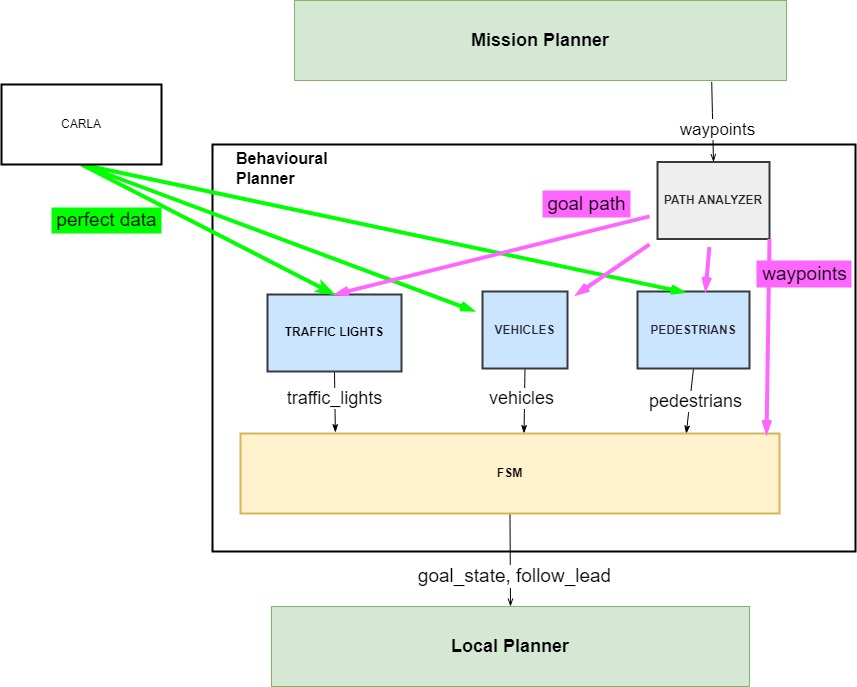 Mission Planner
CARLA
waypoints
Behavioural
Planner
PATH ANALYZER
goal path
perfect data
waypoints
TRAFFIC LIGHTS
VEHICLES
PEDESTRIANS
traffic_lights
vehicles
pedestrians
FSM
goal_state, follow_lead
Local Planner